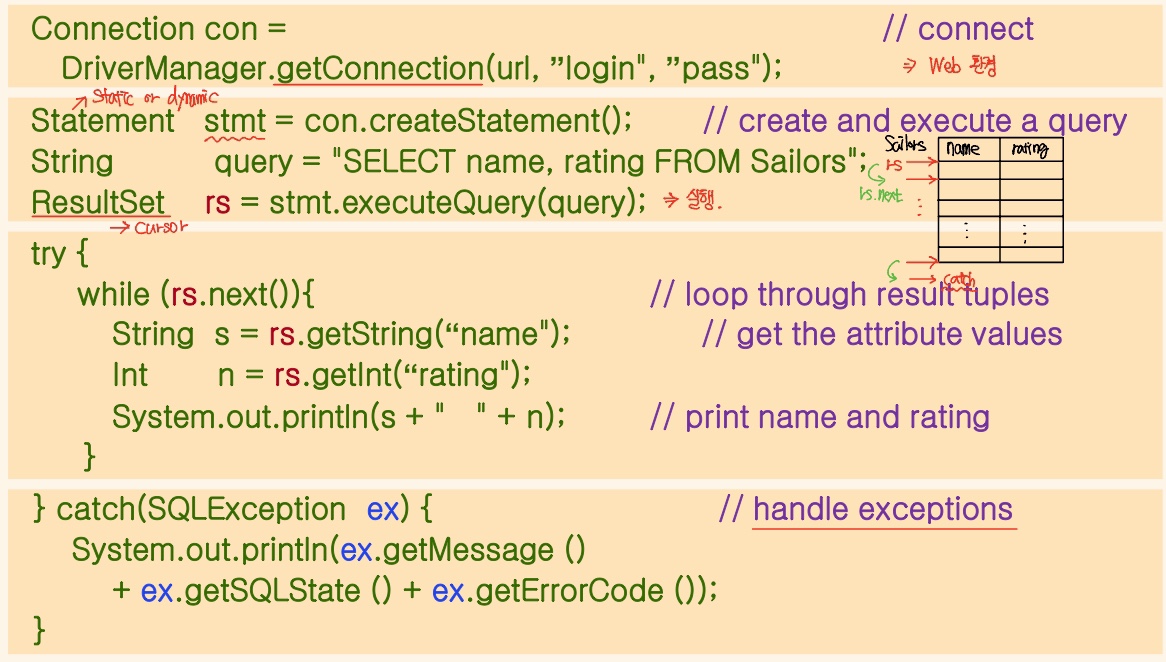 Connection con = // connect
DriverManager.getConnection(url, ”login", ”pass"); ⇒ Web 환경
↗ Static or dynamic
Statement stmt = con.createStatement(); // create and execute a query
String query = "SELECT name, rating FROM Sailors";
ResultSet rs = stmt.executeQuery(query); ⇒ 실행.
→ Cursor
Sailors name rating
rs →
rs.next
⋮ ⋮
→ catch
try {
while (rs.next()){ // loop through result tuples
String s = rs.getString(“name"); // get the attribute values
Int n = rs.getInt(“rating");
System.out.println(s + " " + n); // print name and rating
}
} catch(SQLException ex) { // handle exceptions
System.out.println(ex.getMessage ()
+ ex.getSQLState () + ex.getErrorCode ());
}